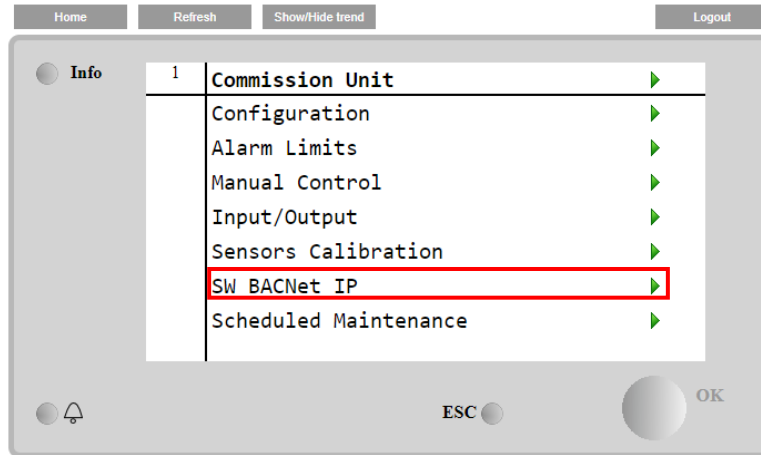 Home Refresh Show/Hide trend Logout
Info
1 Commission Unit
Configuration
Alarm Limits
Manual Control
Input/Output
Sensors Calibration
SW BACNet IP
Scheduled Maintenance
OK
ESC